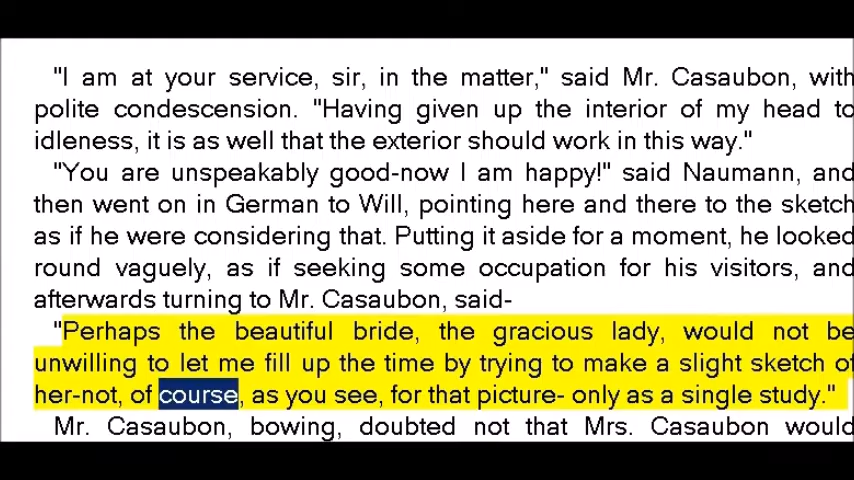 "I am at your service, sir, in the matter," said Mr. Casaubon, with
polite condescension. "Having given up the interior of my head to
idleness, it is as well that the exterior should work in this way."
"You are unspeakably good-now I am happy!" said Naumann, and
then went on in German to Will, pointing here and there to the sketch
as if he were considering that. Putting it aside for a moment, he looked
round vaguely, as if seeking some occupation for his visitors, and
afterwards turning to Mr. Casaubon, said-
"Perhaps the beautiful bride, the gracious lady, would not be
unwilling to let me fill up the time by trying to make a slight sketch of
her-not, of course, as you see, for that picture- only as a single study."
Mr. Casaubon, bowing, doubted not that Mrs. Casaubon would